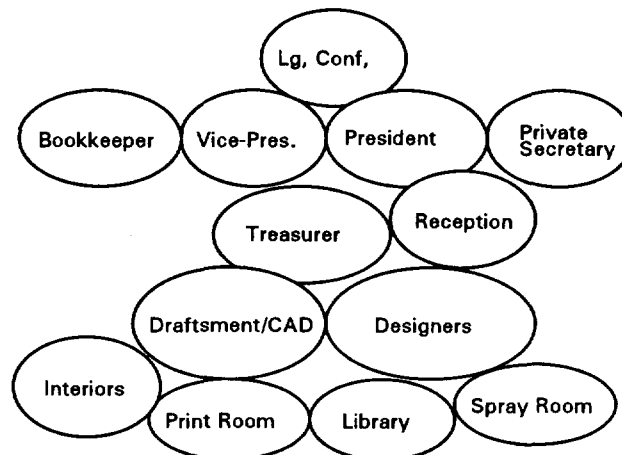 Lg, Conf,
Bookkeeper
Vice-Pres.
President
Private
Secretary
Treasurer
Reception
Draftsment/CAD
Designers
Interiors
Print Room
Library
Spray Room